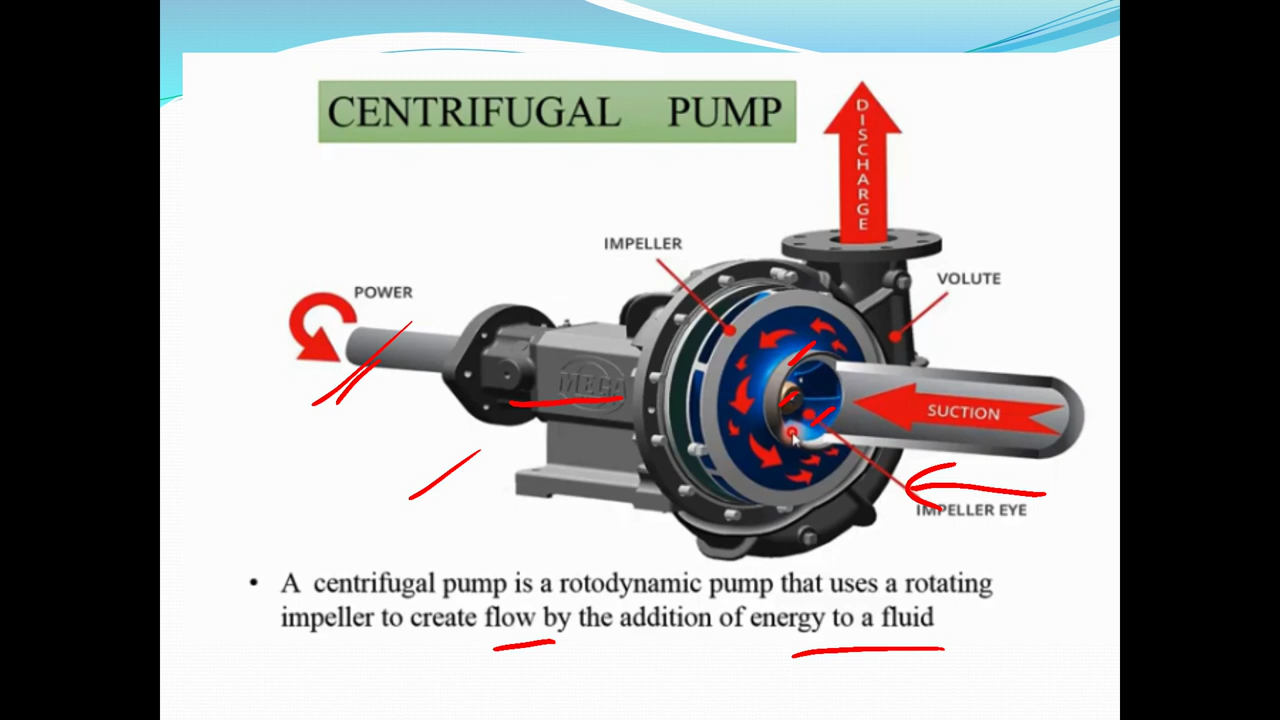 CENTRIFUGAL PUMP
DISCHARGE
IMPELLER
VOLUTE
POWER
MEGA
SUCTION
IMPELLER EYE
• A centrifugal pump is a rotodynamic pump that uses a rotating
impeller to create flow by the addition of energy to a fluid